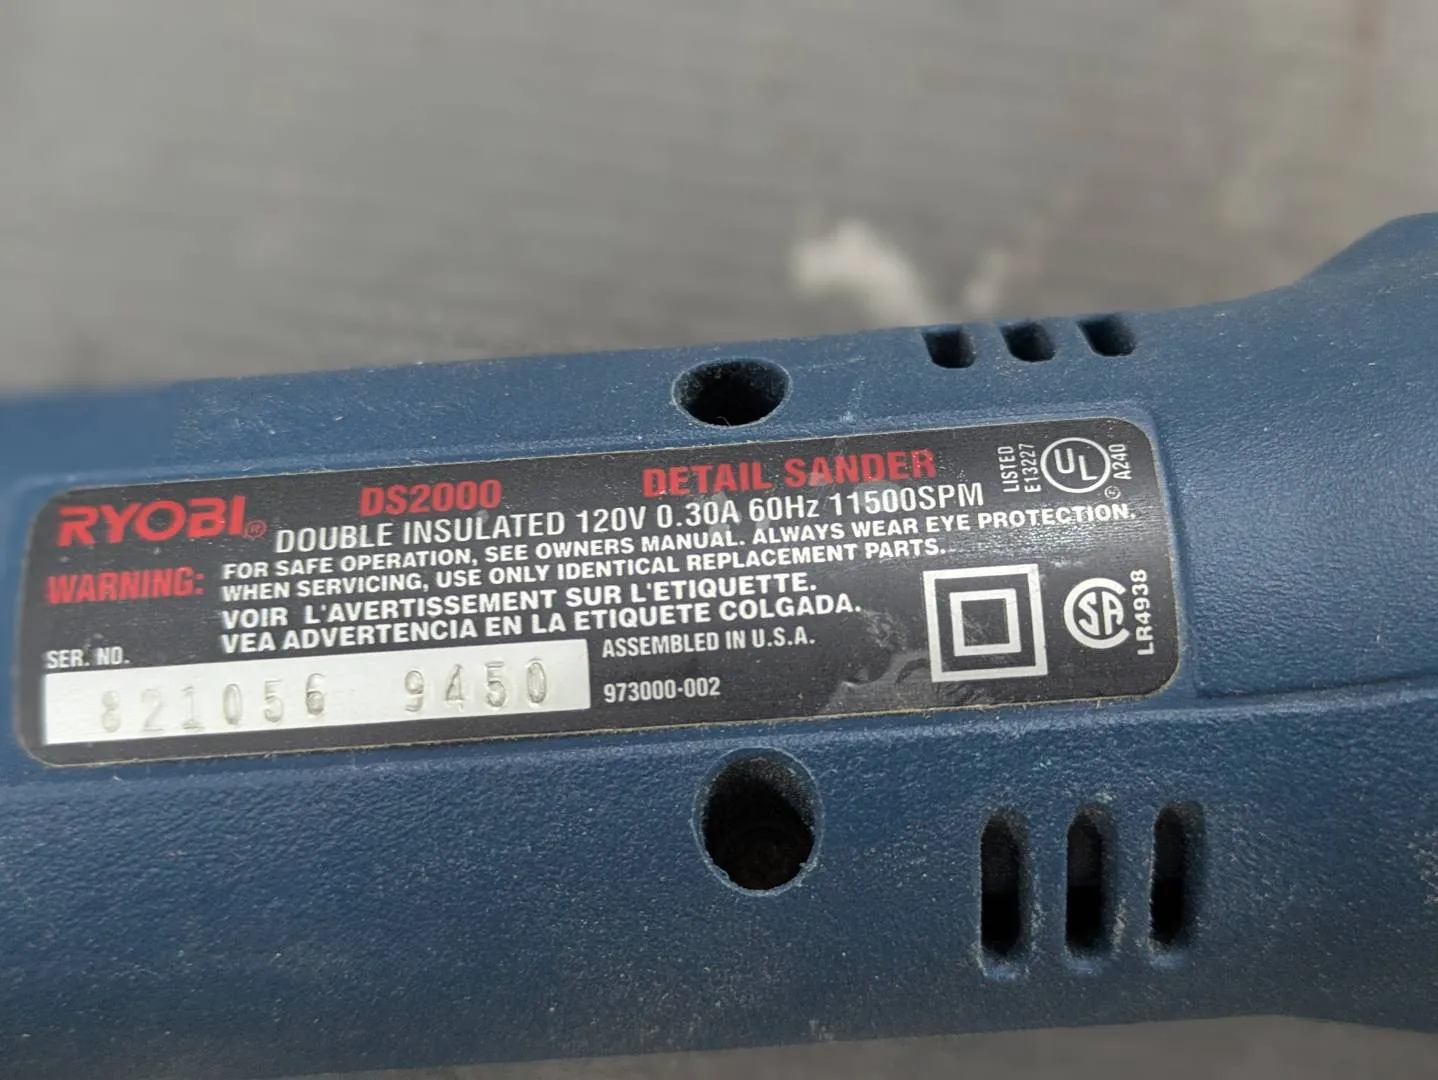 RYOBI® DS2000 DETAIL SANDER
DOUBLE INSULATED 120V 0.30A 60Hz 11500SPM
WARNING: FOR SAFE OPERATION, SEE OWNERS MANUAL. ALWAYS WEAR EYE PROTECTION.
WHEN SERVICING, USE ONLY IDENTICAL REPLACEMENT PARTS.
VOIR L'AVERTISSEMENT SUR L'ETIQUETTE.
VEA ADVERTENCIA EN LA ETIQUETE COLGADA.
SER. NO.
821056 9450
ASSEMBLED IN U.S.A.
973000-002
LISTED
E13227
UL
©
A240
CSA
LR4938